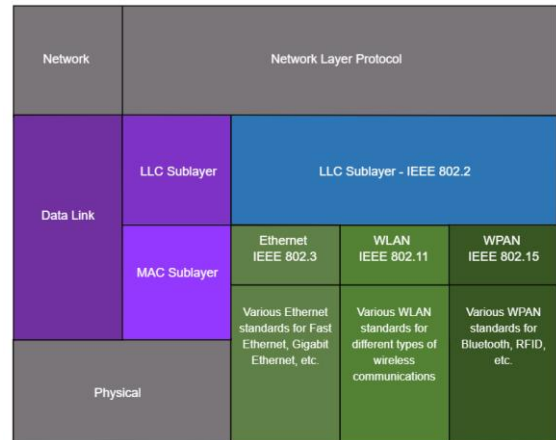 Network
Network Layer Protocol
Data Link
LLC Sublayer
LLC Sublayer - IEEE 802.2
MAC Sublayer
Ethernet
IEEE 802.3
WLAN
IEEE 802.11
WPAN
IEEE 802.15
Various Ethernet
standards for Fast
Ethernet, Gigabit
Ethernet, etc.
Various WLAN
standards for
different types of
wireless
communications
Various WPAN
standards for
Bluetooth, RFID,
etc.
Physical